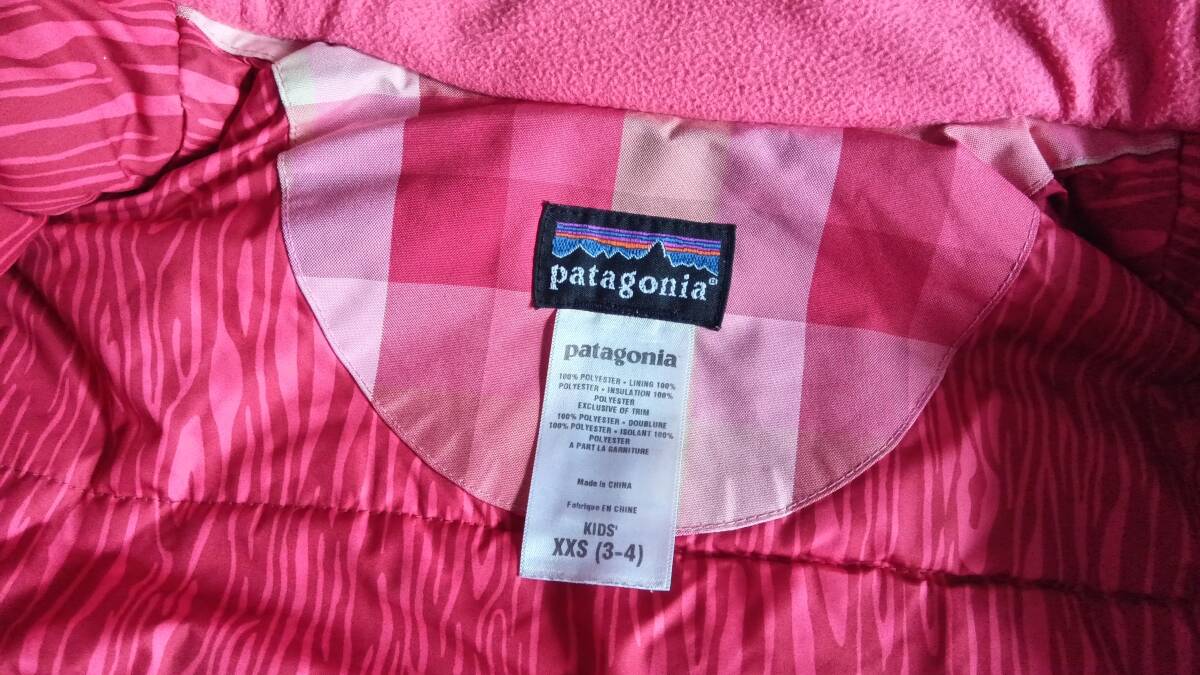 patagonia®
patagonia
100% POLYESTER • LINING 100%
POLYESTER • INSULATION 100%
POLYESTER
EXCLUSIVE OF TRIM
100% POLYESTER • DOUBLURE
100% POLYESTER • ISOLANT 100%
POLYESTER
A PART LA GARNITURE
Made in CHINA
Fabrique EN CHINE
KIDS'
XXS (3-4)